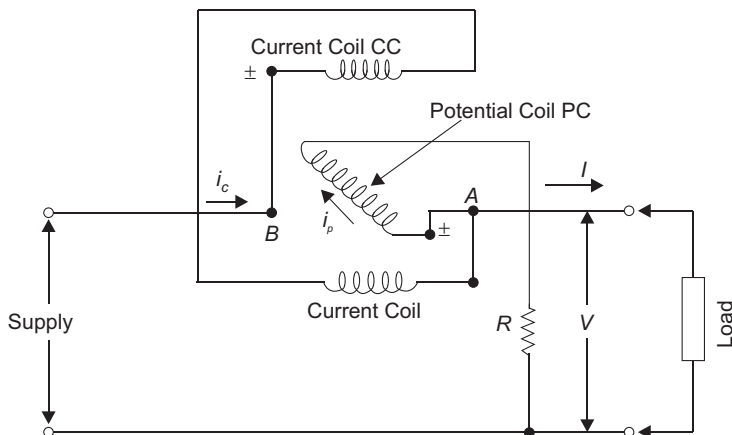 Current Coil CC
±
Potential Coil PC
i_c
i_p
A
I
B
±
Current Coil
Supply
R
V
Load